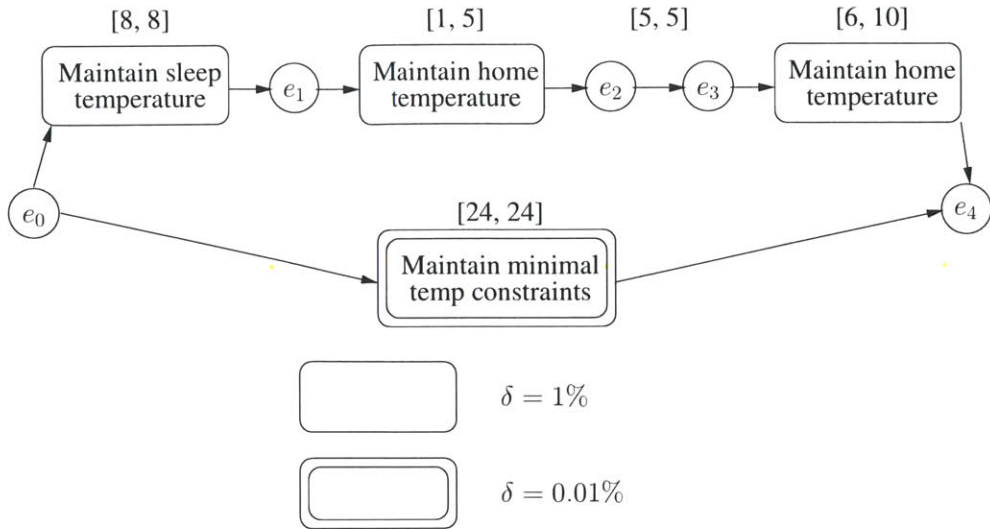 [8, 8]
[1, 5]
[5, 5]
[6, 10]
Maintain sleep
temperature
e₁
Maintain home
temperature
e₂
e₃
Maintain home
temperature
e₀
[24, 24]
e₄
Maintain minimal
temp constraints
δ = 1%
δ = 0.01%